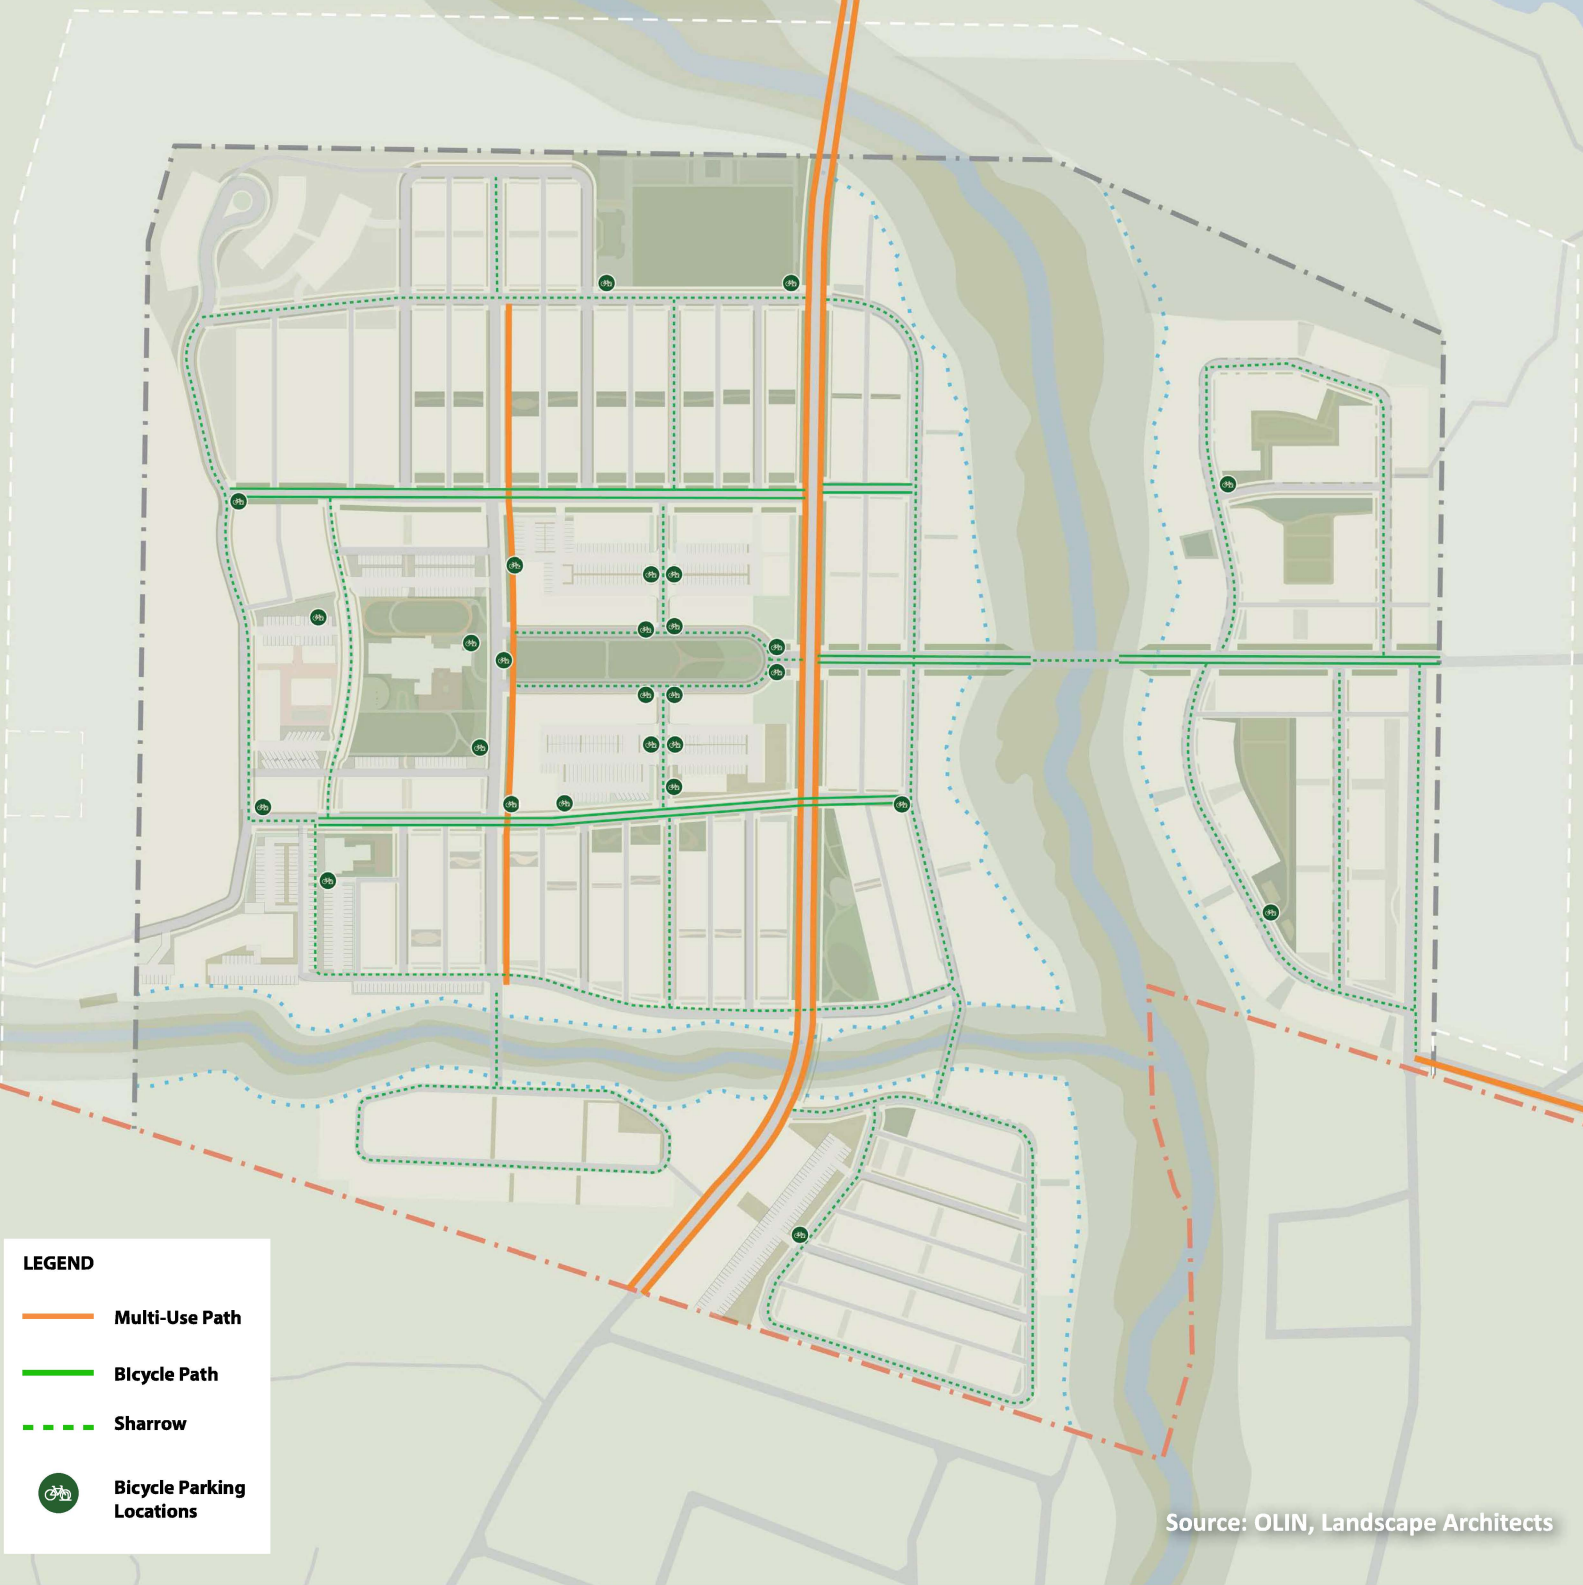 LEGEND
Multi-Use Path
BIcycle Path
Sharrow
Bicycle Parking
Locations
Source: OLIN, Landscape Architects